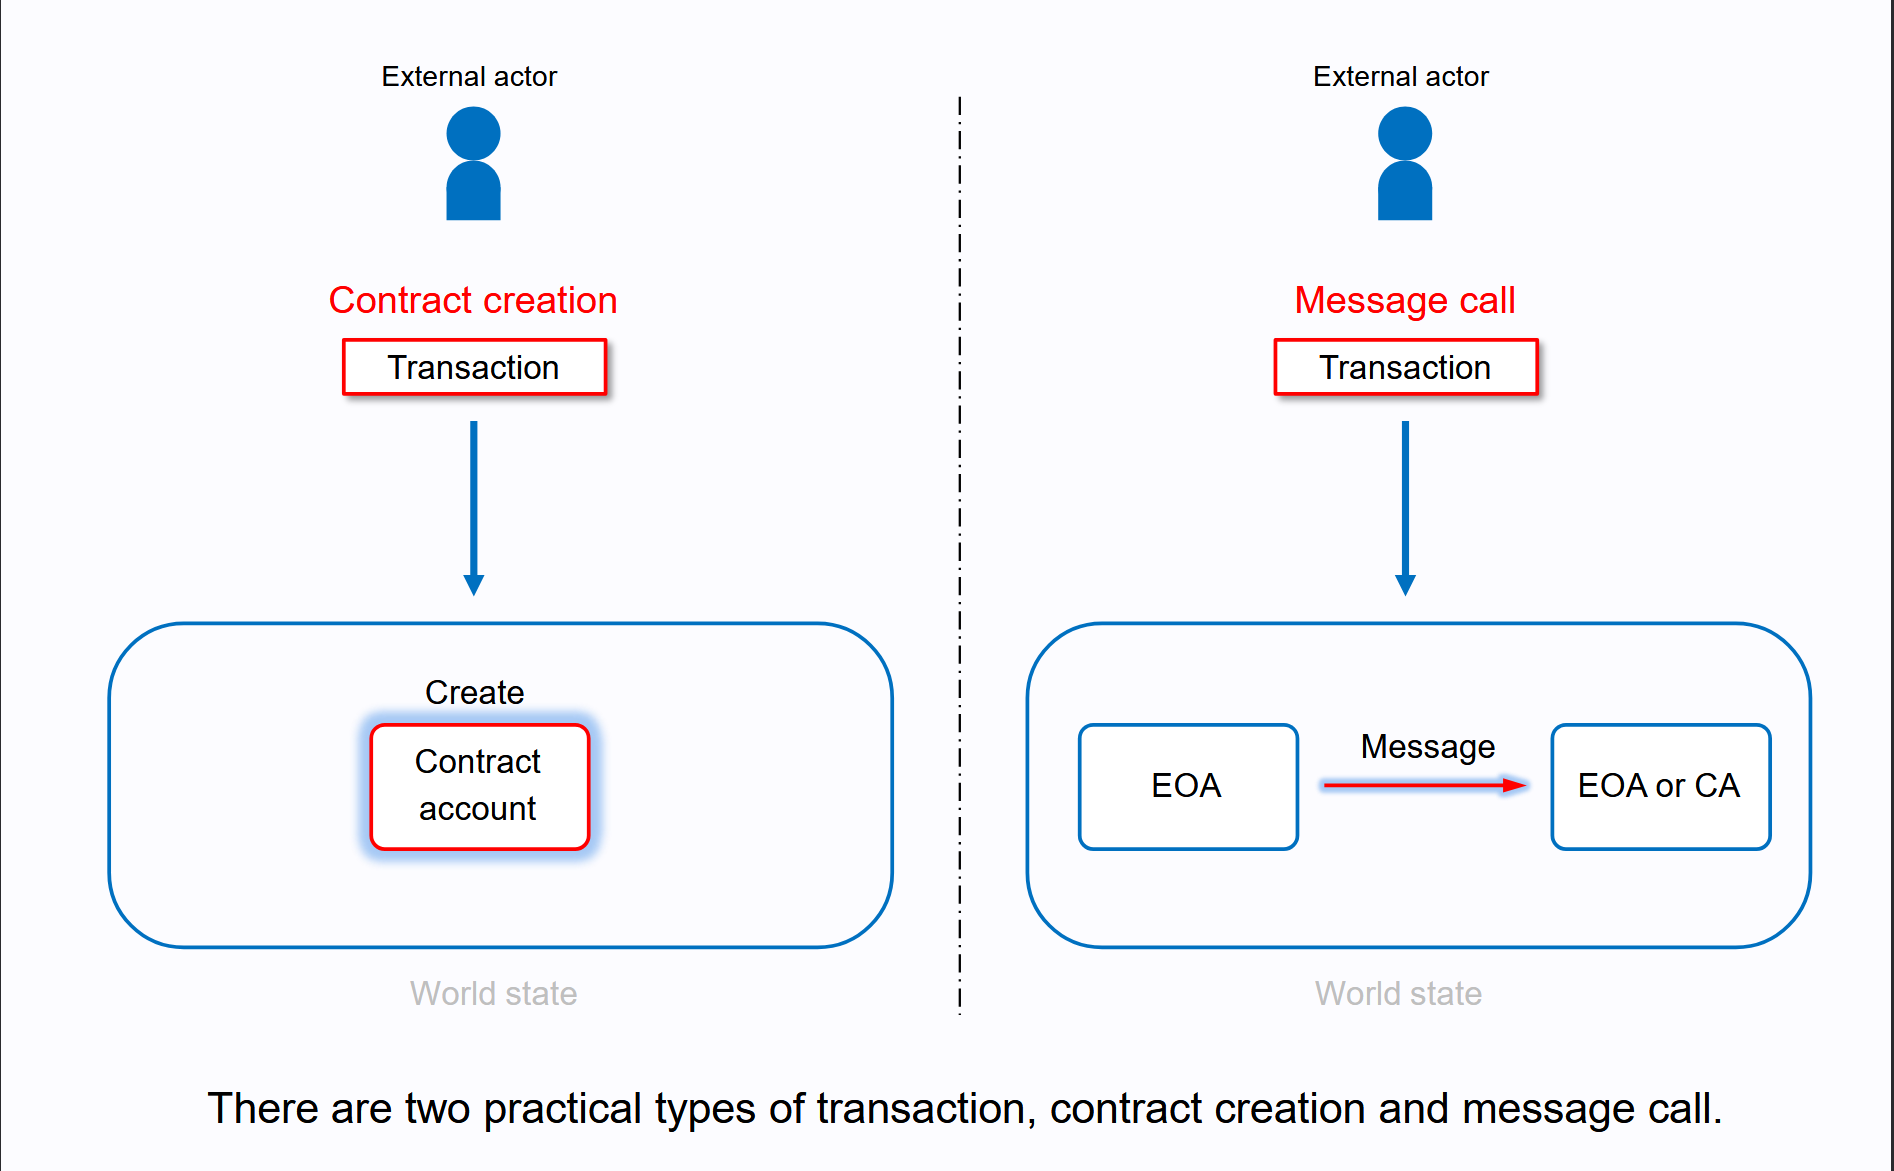 External actor
Contract creation
Transaction
Create
Contract
account
World state
External actor
Message call
Transaction
EOA
Message
EOA or CA
World state
There are two practical types of transaction, contract creation and message call.